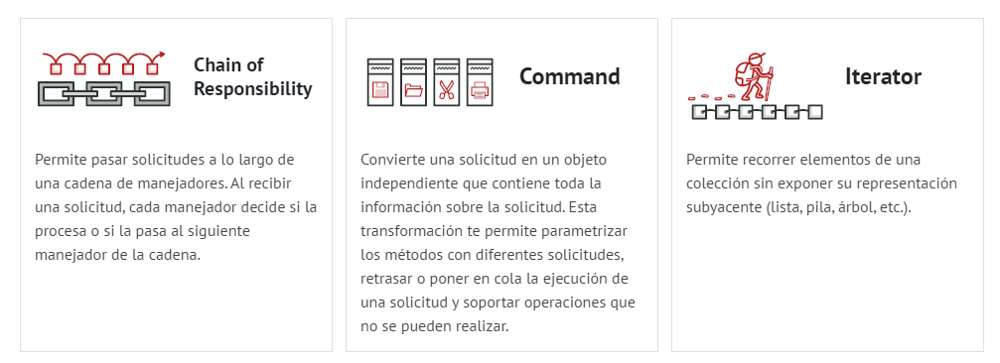 Chain of
Responsibility
Permite pasar solicitudes a lo largo de
una cadena de manejadores. Al recibir
una solicitud, cada manejador decide si la
procesa o si la pasa al siguiente
manejador de la cadena.
Command
Convierte una solicitud en un objeto
independiente que contiene toda la
información sobre la solicitud. Esta
transformación te permite parametrizar
los métodos con diferentes solicitudes,
retrasar o poner en cola la ejecución de
una solicitud y soportar operaciones que
no se pueden realizar.
Iterator
Permite recorrer elementos de una
colección sin exponer su representación
subyacente (lista, pila, árbol, etc.).